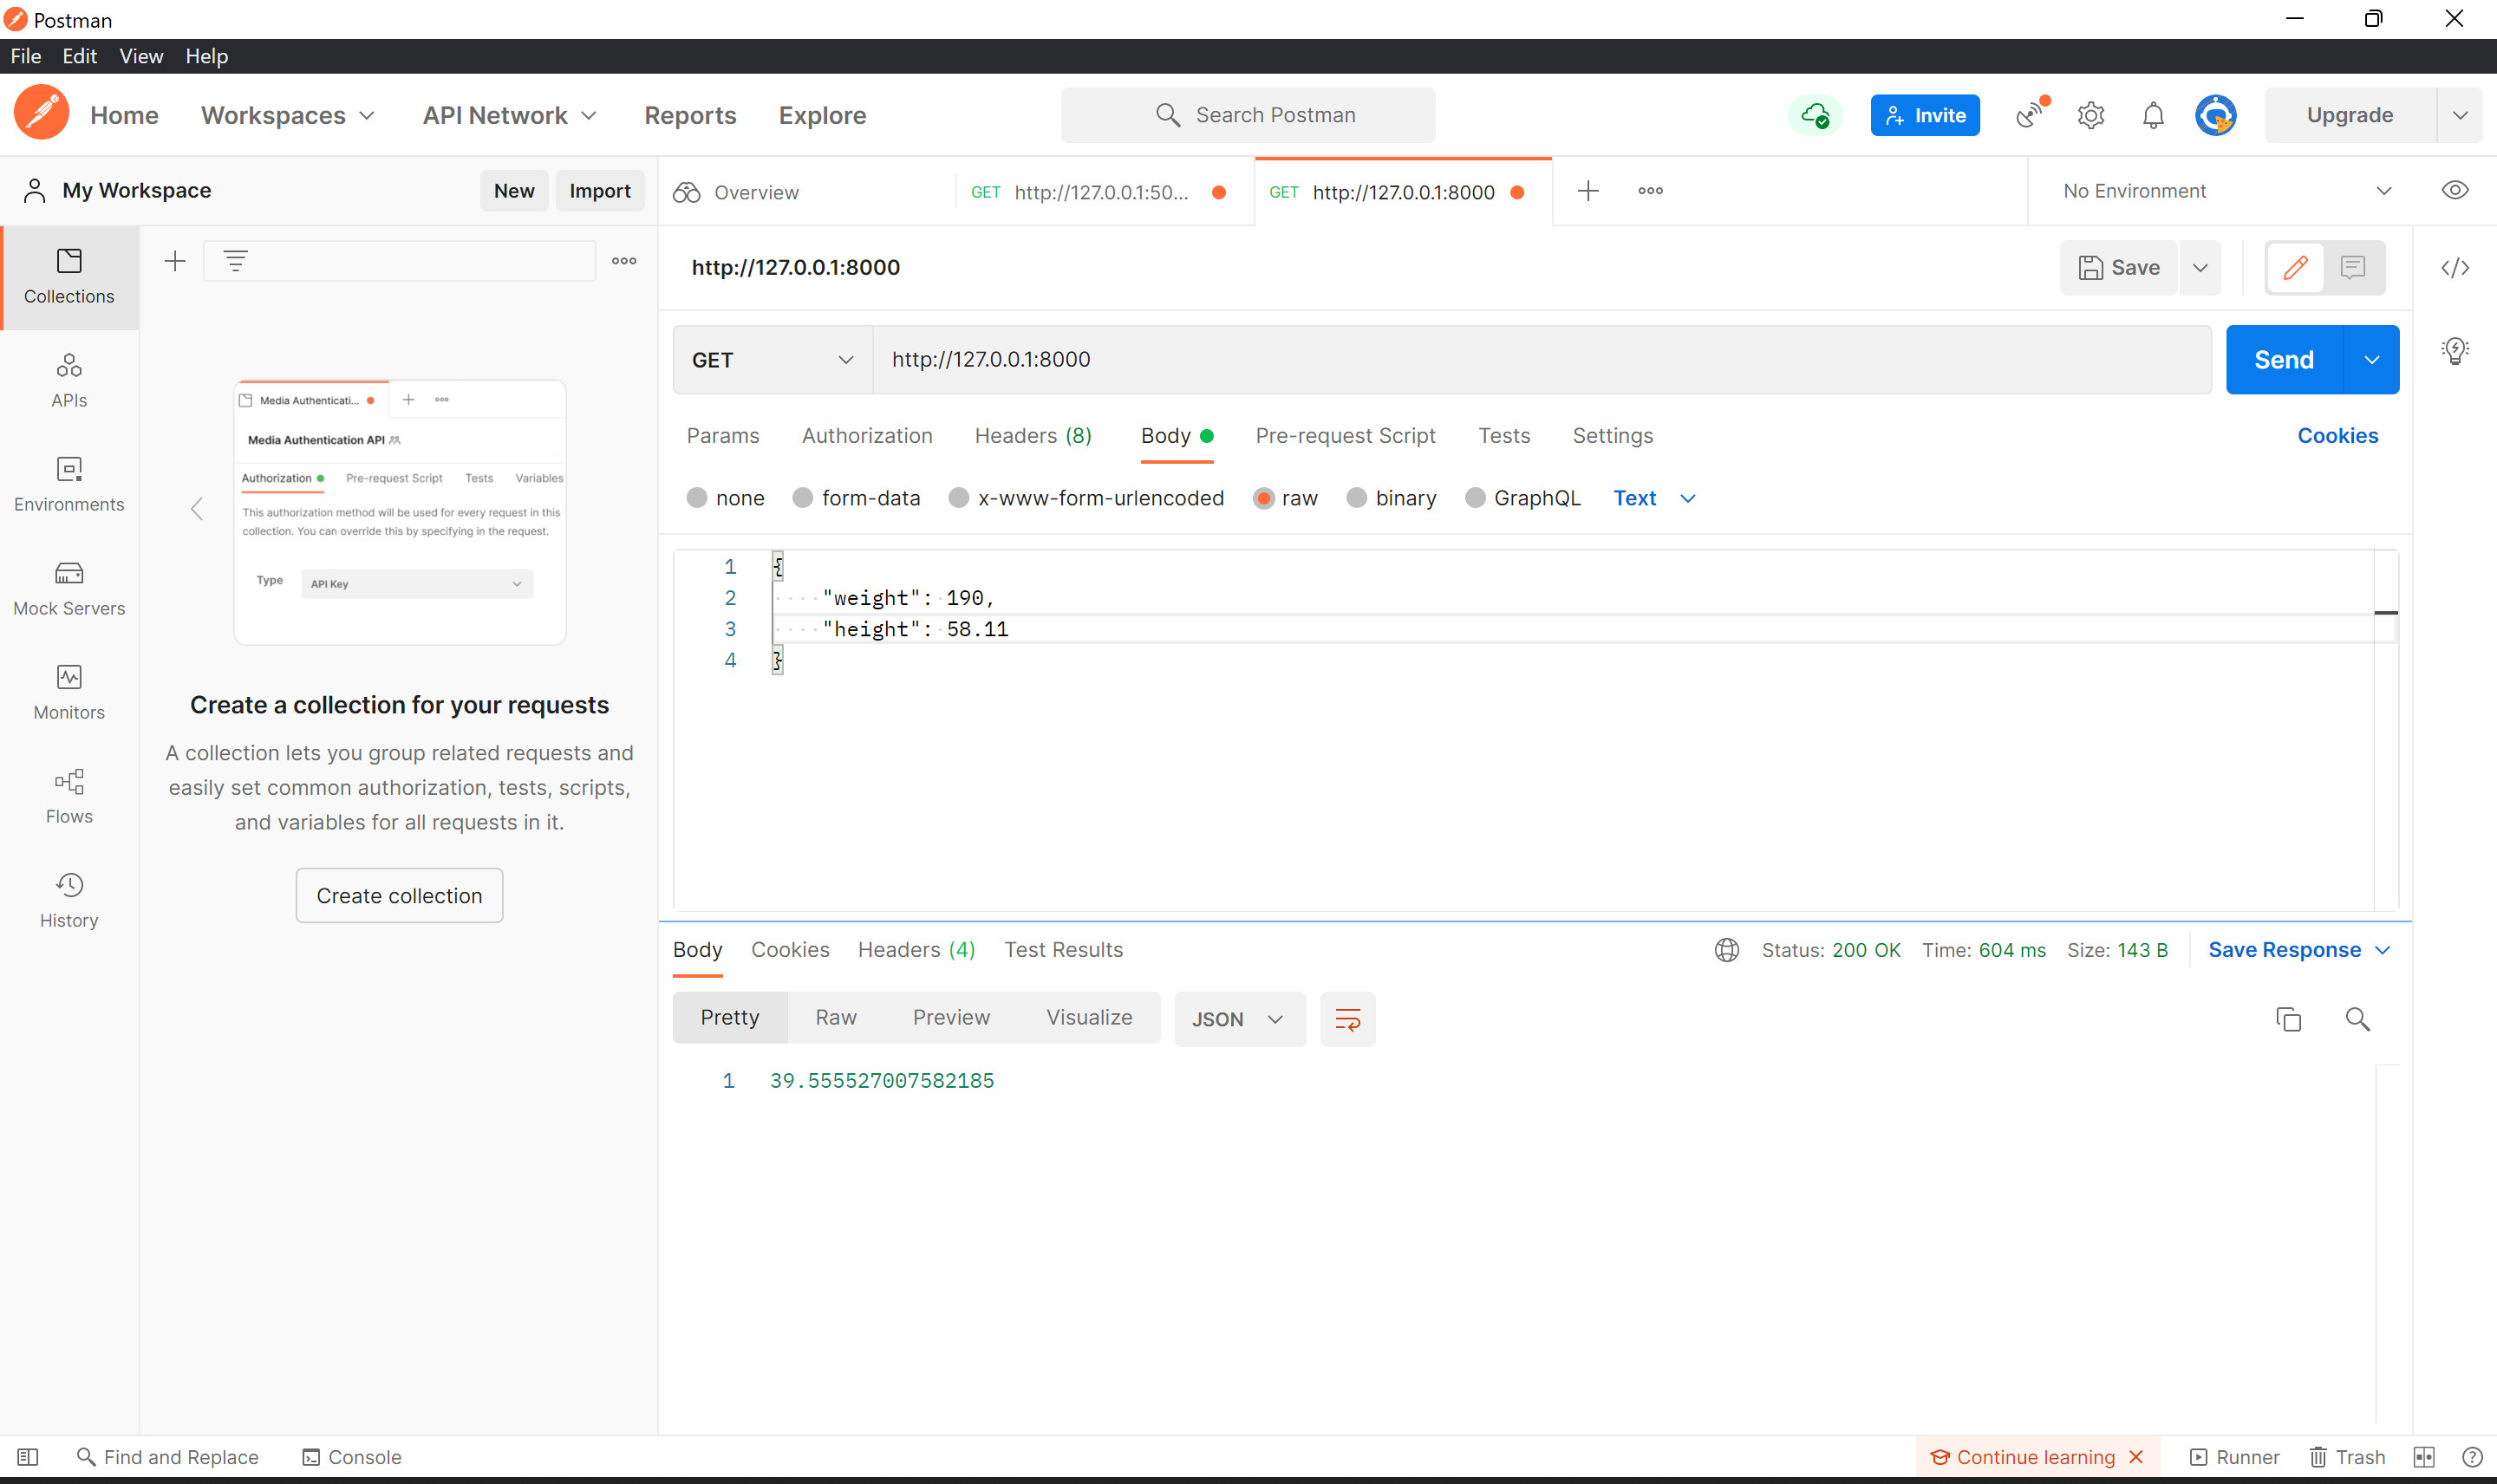 Postman
File Edit View Help
Home Workspaces API Network Reports Explore Search Postman Invite Upgrade
My Workspace New Import
Overview GET http://127.0.0.1:50... GET http://127.0.0.1:8000 No Environment
Collections
APIs
Environments
Mock Servers
Monitors
Flows
History
Media Authenticati...
Media Authentication API
Authorization Pre-request Script Tests Variables
This authorization method will be used for every request in this
collection. You can override this by specifying in the request.
Type API Key
Create a collection for your requests
A collection lets you group related requests and
easily set common authorization, tests, scripts,
and variables for all requests in it.
Create collection
http://127.0.0.1:8000 Save
GET http://127.0.0.1:8000 Send
Params Authorization Headers (8) Body Pre-request Script Tests Settings Cookies
none form-data x-www-form-urlencoded raw binary GraphQL Text
1 {
2 "weight": 190,
3 "height": 58.11
4 }
Body Cookies Headers (4) Test Results Status: 200 OK Time: 604 ms Size: 143 B Save Response
Pretty Raw Preview Visualize JSON
1 39.555527007582185
Find and Replace Console Continue learning Runner Trash